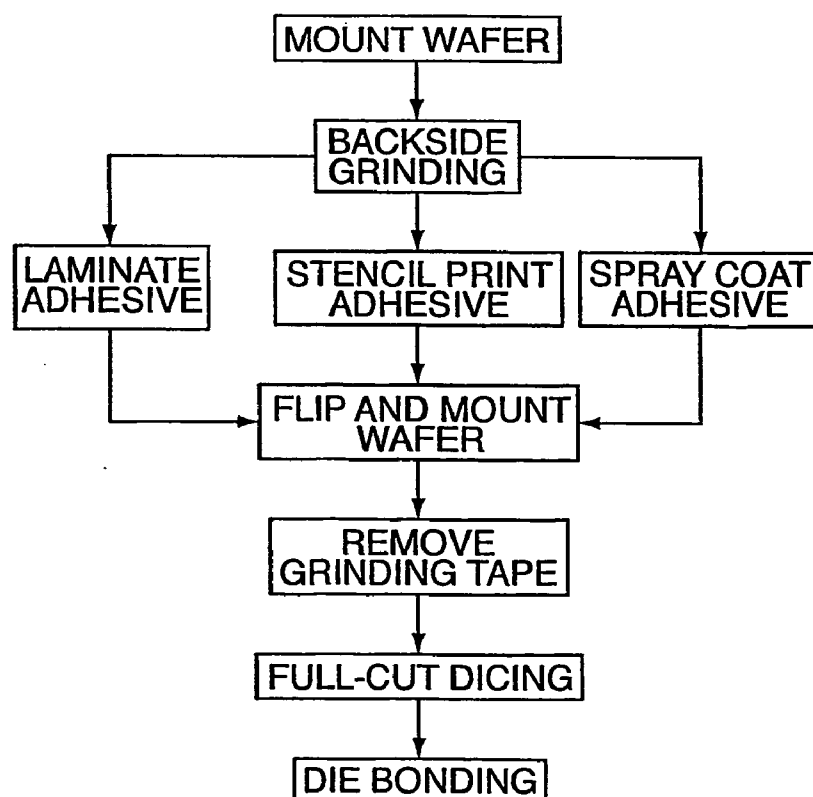 MOUNT WAFER
BACKSIDE
GRINDING
LAMINATE
ADHESIVE
STENCIL PRINT
ADHESIVE
SPRAY COAT
ADHESIVE
FLIP AND MOUNT
WAFER
REMOVE
GRINDING TAPE
FULL-CUT DICING
DIE BONDING